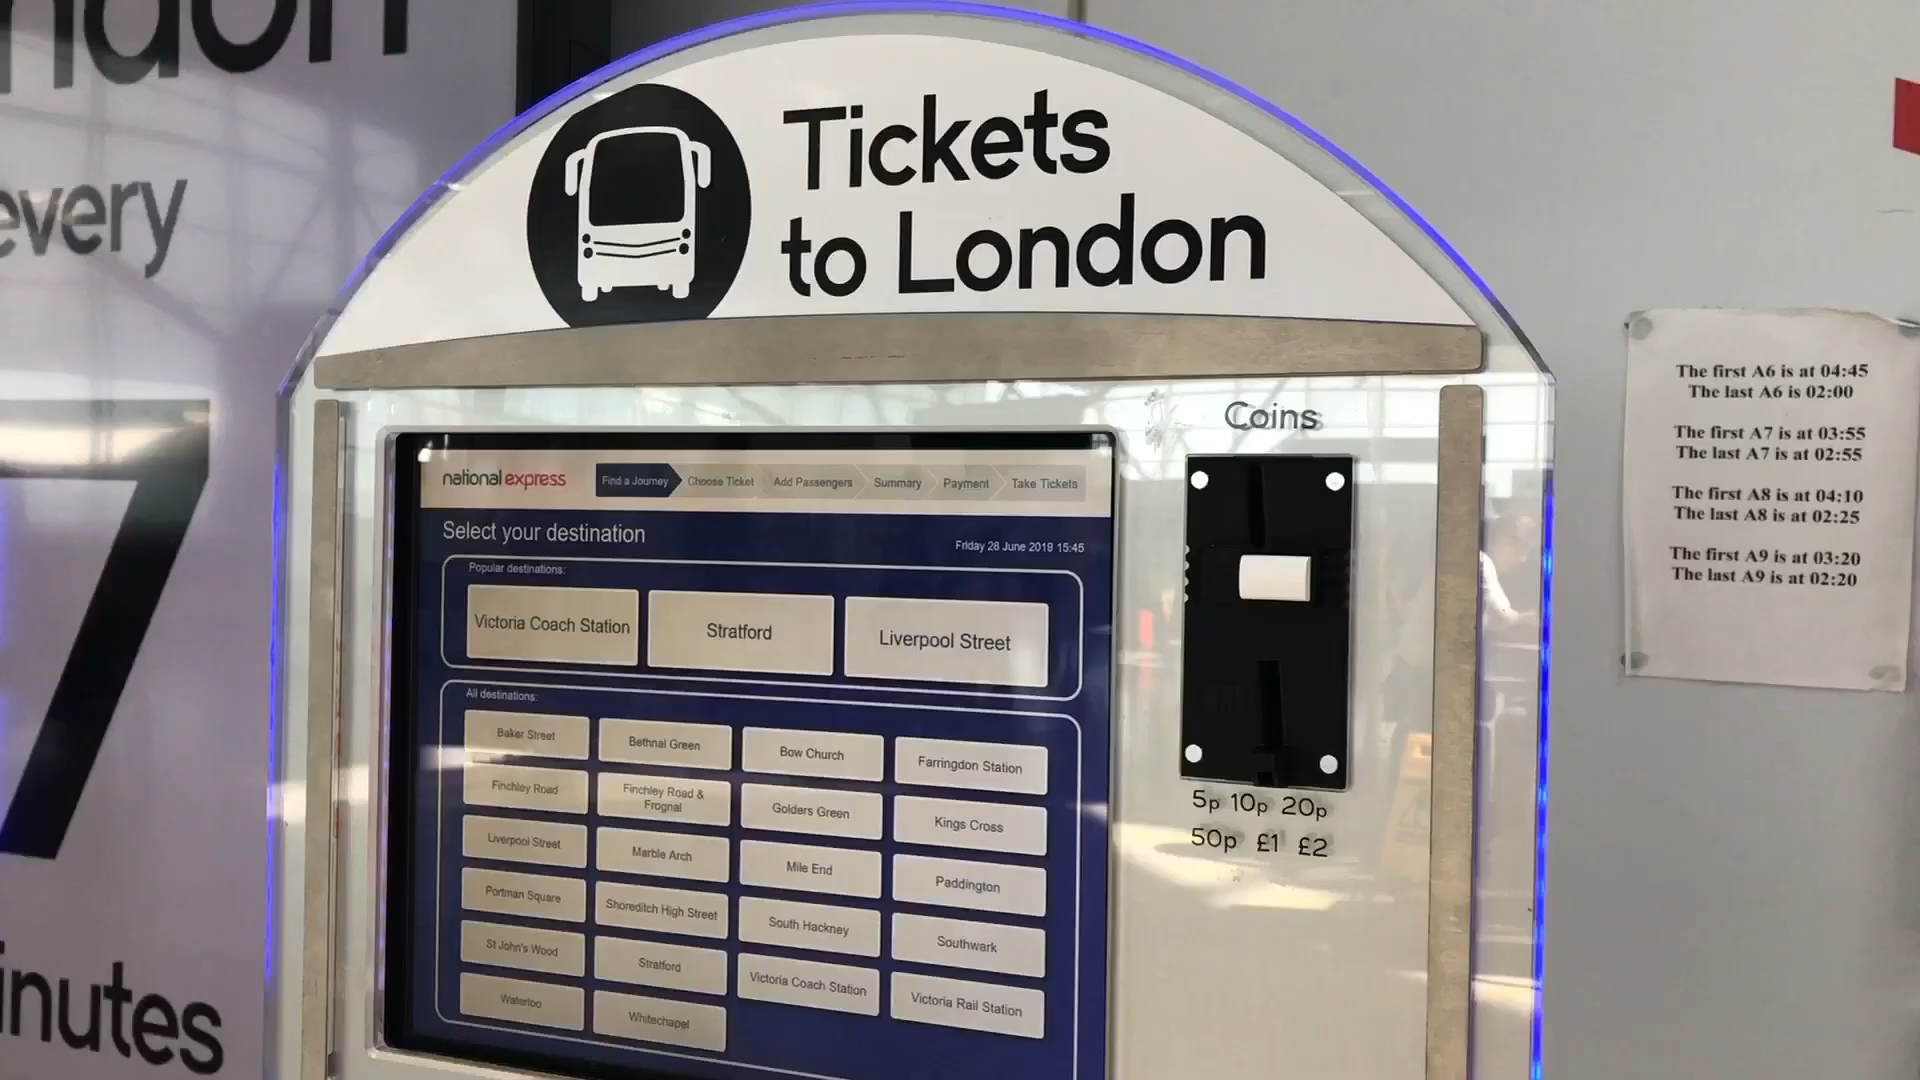 every
7
Tickets
to London
Coins
national express
Find a Journey
Choose Ticket
Add Passengers
Summary
Payment
Take Tickets
Select your destination
Friday 28 June 2019 15:45
Popular destinations:
Victoria Coach Station
Stratford
Liverpool Street
All destinations:
Baker Street
Bethnal Green
Bow Church
Farringdon Station
Finchley Road
Finchley Road &
Frognal
Golders Green
Kings Cross
Liverpool Street
Marble Arch
Mile End
Paddington
Portman Square
Shoreditch High Street
South Hackney
Southwark
St John's Wood
Stratford
Victoria Coach Station
Victoria Rail Station
Waterloo
Whitechapel
5p 10p 20p
50p £1 £2
The first A6 is at 04:45
The last A6 is 02:00
The first A7 is at 03:55
The last A7 is at 02:55
The first A8 is at 04:10
The last A8 is at 02:25
The first A9 is at 03:20
The last A9 is at 02:20